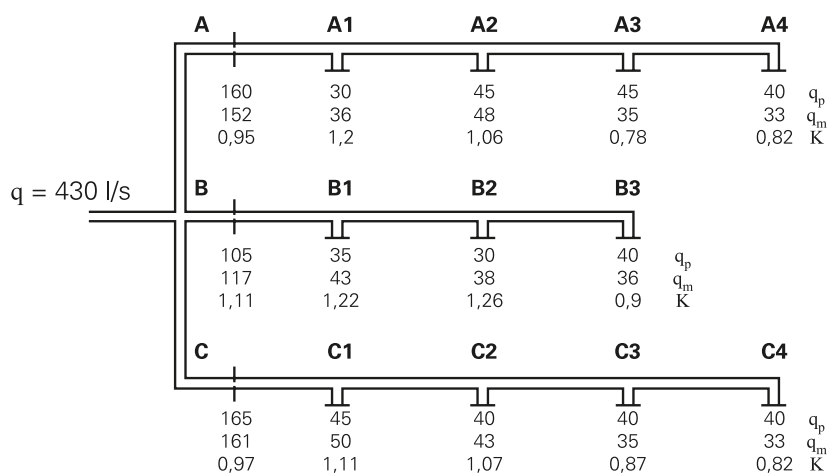 A A1 A2 A3 A4
160 30 45 45 40 qp
152 36 48 35 33 qm
0,95 1,2 1,06 0,78 0,82 K
q = 430 l/s
B B1 B2 B3
105 35 30 40 qp
117 43 38 36 qm
1,11 1,22 1,26 0,9 K
C C1 C2 C3 C4
165 45 40 40 40 qp
161 50 43 35 33 qm
0,97 1,11 1,07 0,87 0,82 K